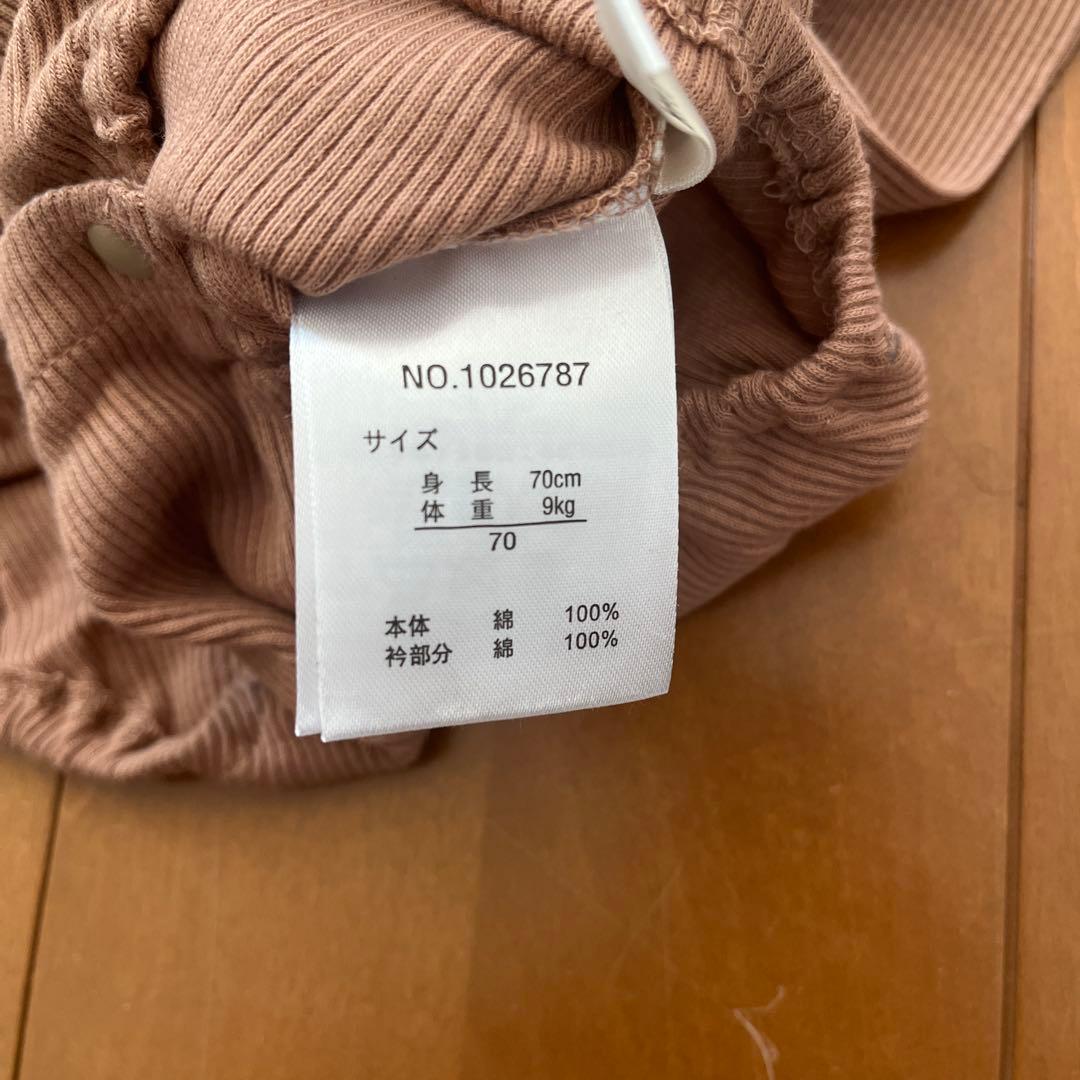 NO.1026787
サイズ
身長 70cm
体重 9kg
70
本体 綿 100%
衿部分 綿 100%